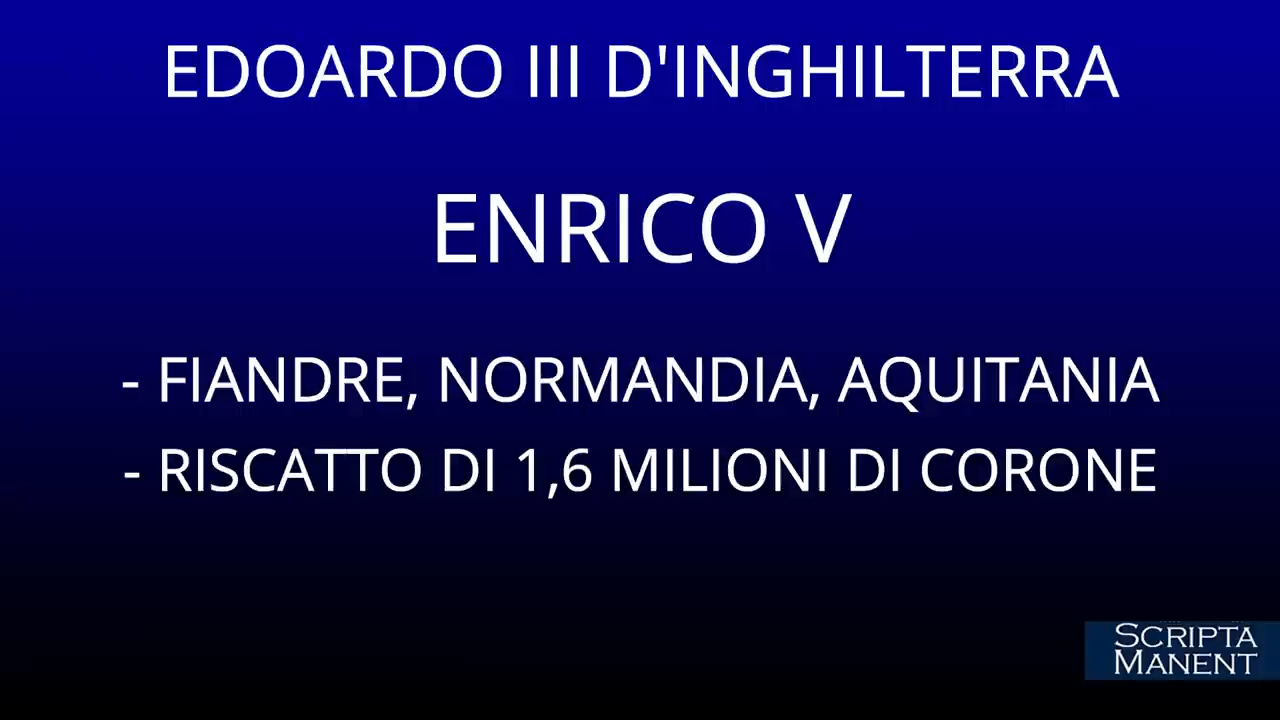 EDOARDO III D'INGHILTERRA
ENRICO V
- FIANDRE, NORMANDIA, AQUITANIA
- RISCATTO DI 1,6 MILIONI DI CORONE
SCRIPTA
MANENT